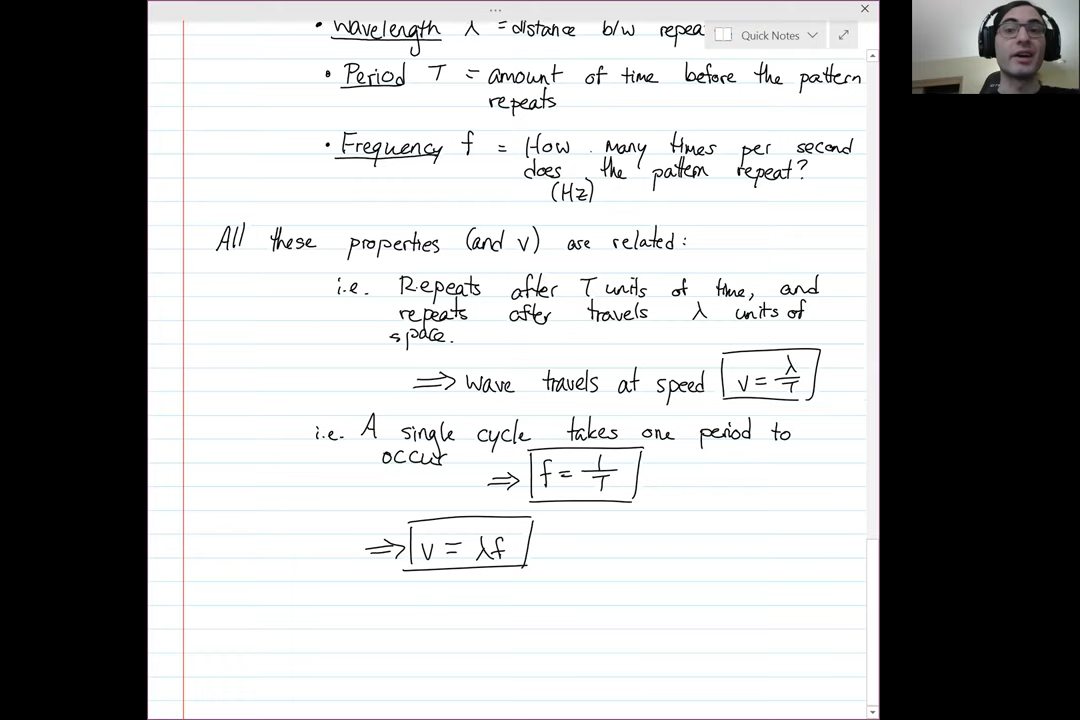 • Wavelength λ = distance b/w repea
Quick Notes
• Period T = amount of time before the pattern
repeats
• Frequency f = How many times per second
does the pattern repeat?
(Hz)
All these properties (and v) are related:
i.e. Repeats after T units of time, and
repeats after travels λ units of
space.
⇒ wave travels at speed v = λ/T
i.e. A single cycle takes one period to
occur
⇒ f = 1/T
⇒ v = λf